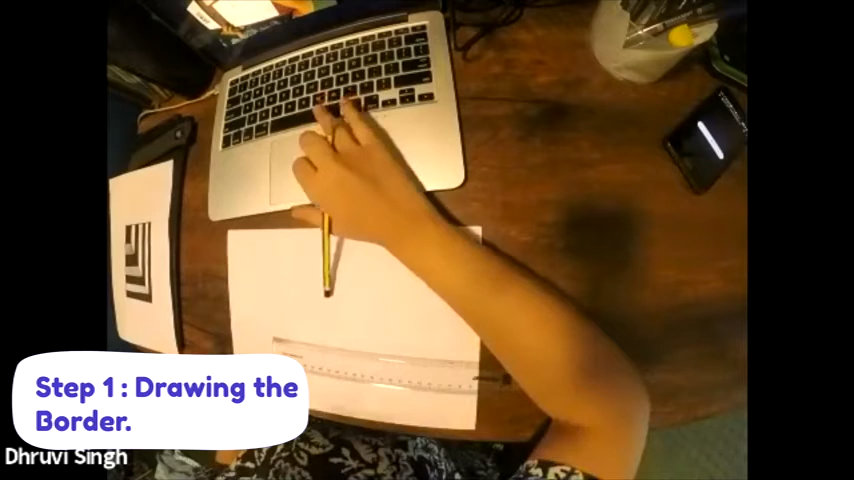 Step 1 : Drawing the
Border.
Dhruvi Singh